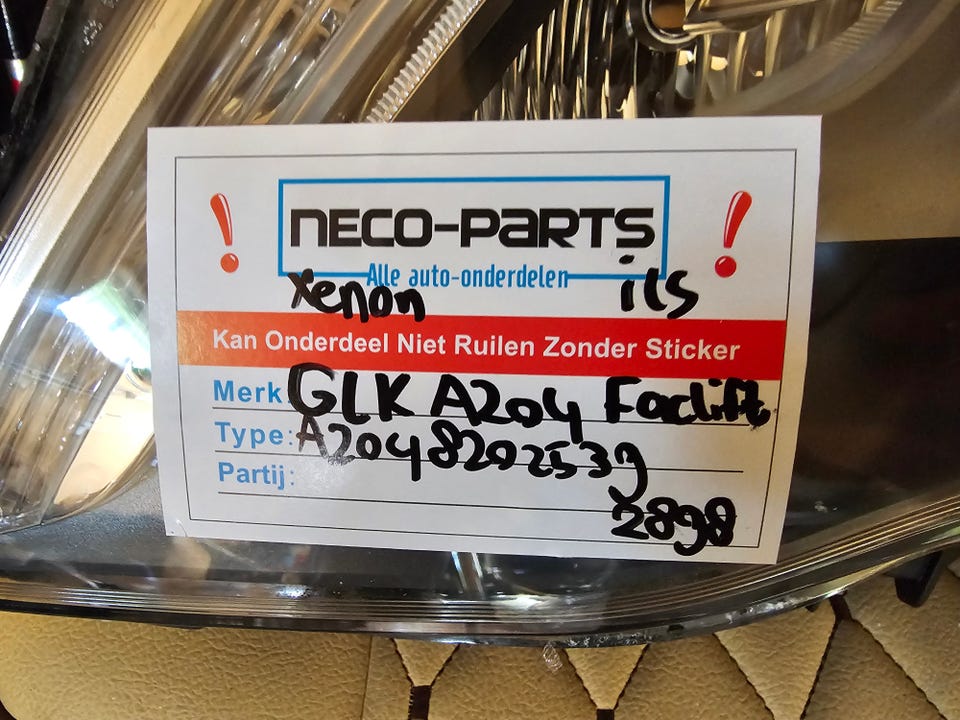 ! NECO-PARTS !
Alle auto-onderdelen
xenon ils
Kan Onderdeel Niet Ruilen Zonder Sticker
Merk GLK A204 Faclift
Type: A2048202539
Partij:
2898